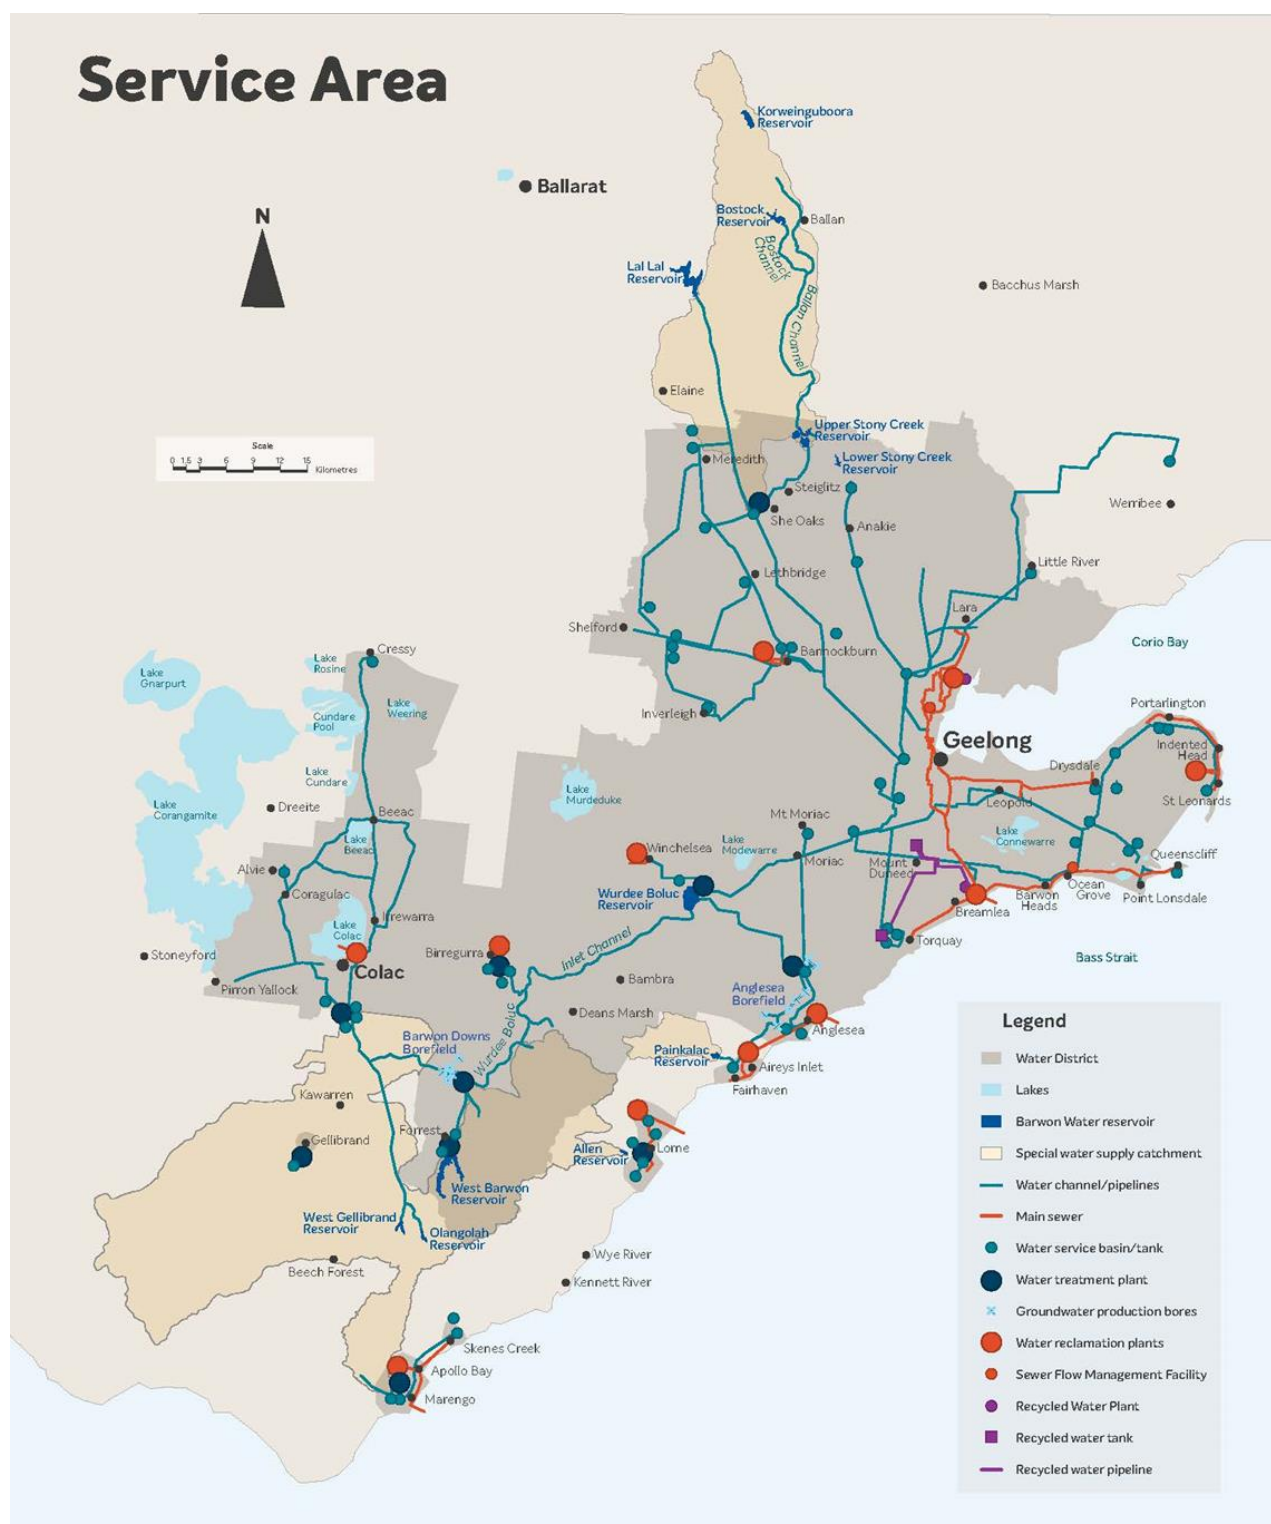 Service Area
Korweinguboora
Reservoir
Ballarat
N
Bostock
Reservoir
Ballan
Bostock
Channel
Lal Lal
Reservoir
Bacchus Marsh
Ballan Channel
Elaine
Upper Stony Creek
Reservoir
Scale
0 1.5 3 6 9 12 15
Kilometres
Meredith
Lower Stony Creek
Reservoir
Steiglitz
Werribee
She Oaks
Anakie
Little River
Lethbridge
Lara
Shelford
Corio Bay
Cressy
Bannockburn
Lake
Rosine
Lake
Gnarpurt
Lake
Weering
Cundare
Pool
Inverleigh
Portarlington
Geelong
Indented
Head
Lake
Cundare
Drysdale
Lake
Murdeduke
Leopold
St Leonards
Lake
Corangamite
Dreeite
Beeac
Mt Moriac
Lake
Beeac
Lake
Modewarre
Lake
Connewarre
Winchelsea
Moriac
Mount
Duneed
Queenscliff
Alvie
Coragulac
Wurdee Boluc
Reservoir
Barwon
Heads
Ocean
Grove
Point Lonsdale
Irrewarra
Breamlea
Lake
Colac
Inlet Channel
Torquay
Birregurra
Stoneyford
Colac
Bass Strait
Bambra
Pirron Yallock
Anglesea
Borefield
Deans Marsh
Wurdee Boluc
Anglesea
Barwon Downs
Borefield
Painkalac
Reservoir
Aireys Inlet
Fairhaven
Kawarren
Forrest
Gellibrand
Allen
Reservoir
Lorne
West Barwon
Reservoir
West Gellibrand
Reservoir
Olangolah
Reservoir
Wye River
Beech Forest
Kennett River
Skenes Creek
Apollo Bay
Marengo
Legend
Water District
Lakes
Barwon Water reservoir
Special water supply catchment
Water channel/pipelines
Main sewer
Water service basin/tank
Water treatment plant
Groundwater production bores
Water reclamation plants
Sewer Flow Management Facility
Recycled Water Plant
Recycled water tank
Recycled water pipeline